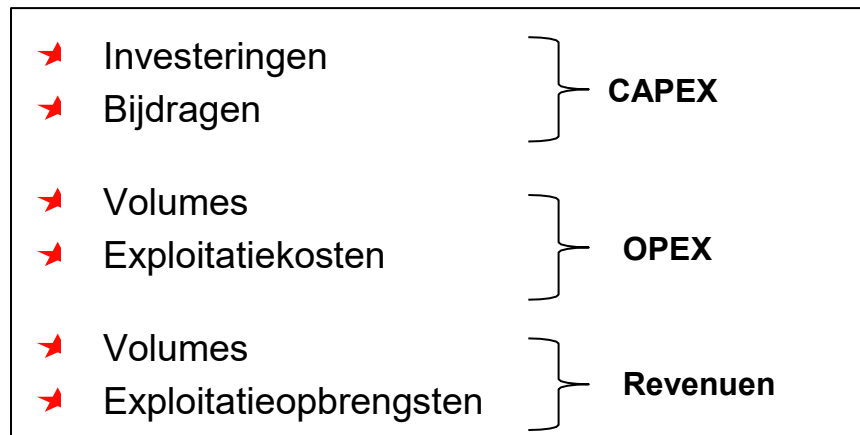 Investeringen
Bijdragen
CAPEX
Volumes
Exploitatiekosten
OPEX
Volumes
Exploitatieopbrengsten
Revenuen